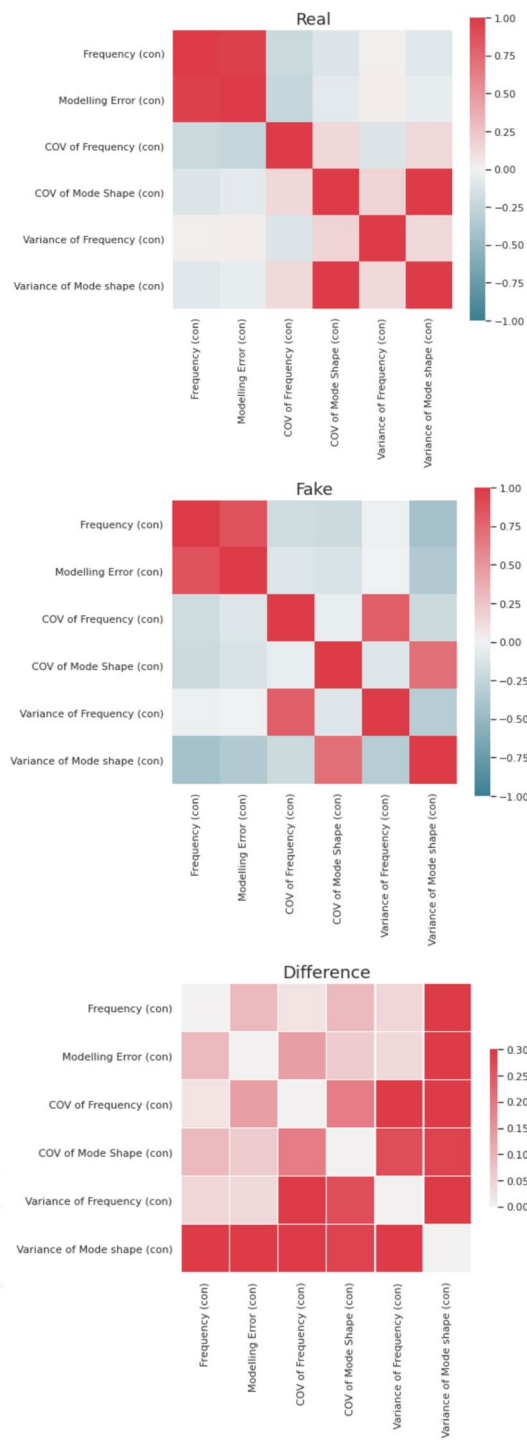 Real
Frequency (con)
Modelling Error (con)
COV of Frequency (con)
COV of Mode Shape (con)
Variance of Frequency (con)
Variance of Mode shape (con)
Frequency (con)
Modelling Error (con)
COV of Frequency (con)
COV of Mode Shape (con)
Variance of Frequency (con)
Variance of Mode shape (con)
1.00
0.75
0.50
0.25
0.00
−0.25
−0.50
−0.75
−1.00
Fake
Frequency (con)
Modelling Error (con)
COV of Frequency (con)
COV of Mode Shape (con)
Variance of Frequency (con)
Variance of Mode shape (con)
Frequency (con)
Modelling Error (con)
COV of Frequency (con)
COV of Mode Shape (con)
Variance of Frequency (con)
Variance of Mode shape (con)
1.00
0.75
0.50
0.25
0.00
−0.25
−0.50
−0.75
−1.00
Difference
Frequency (con)
Modelling Error (con)
COV of Frequency (con)
COV of Mode Shape (con)
Variance of Frequency (con)
Variance of Mode shape (con)
Frequency (con)
Modelling Error (con)
COV of Frequency (con)
COV of Mode Shape (con)
Variance of Frequency (con)
Variance of Mode shape (con)
0.30
0.25
0.20
0.15
0.10
0.05
0.00